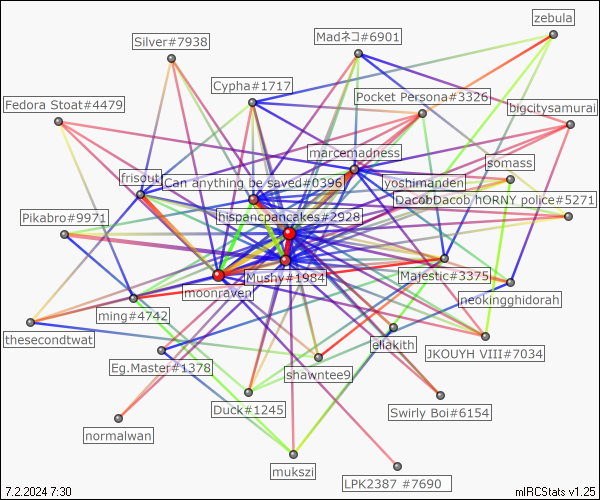 zebula
Silver#7938
Madネコ#6901
Cypha#1717
Pocket Persona#3326
Fedora Stoat#4479
bigcitysamurai
marcemadness
somass
frisout
Can anything be saved#0396
yoshimanden
DacobDacob hORNY police#5271
Pikabro#9971
hispancpancakes#2928
Mushy#1984
Majestic#3375
moonraven
neokingghidorah
ming#4742
thesecondtwat
eliakith
JKOUYH VIII#7034
Eg.Master#1378
shawntee9
Duck#1245
Swirly Boi#6154
normalwan
mukszi
LPK2387 #7690
7.2.2024 7:30
mIRCStats v1.25